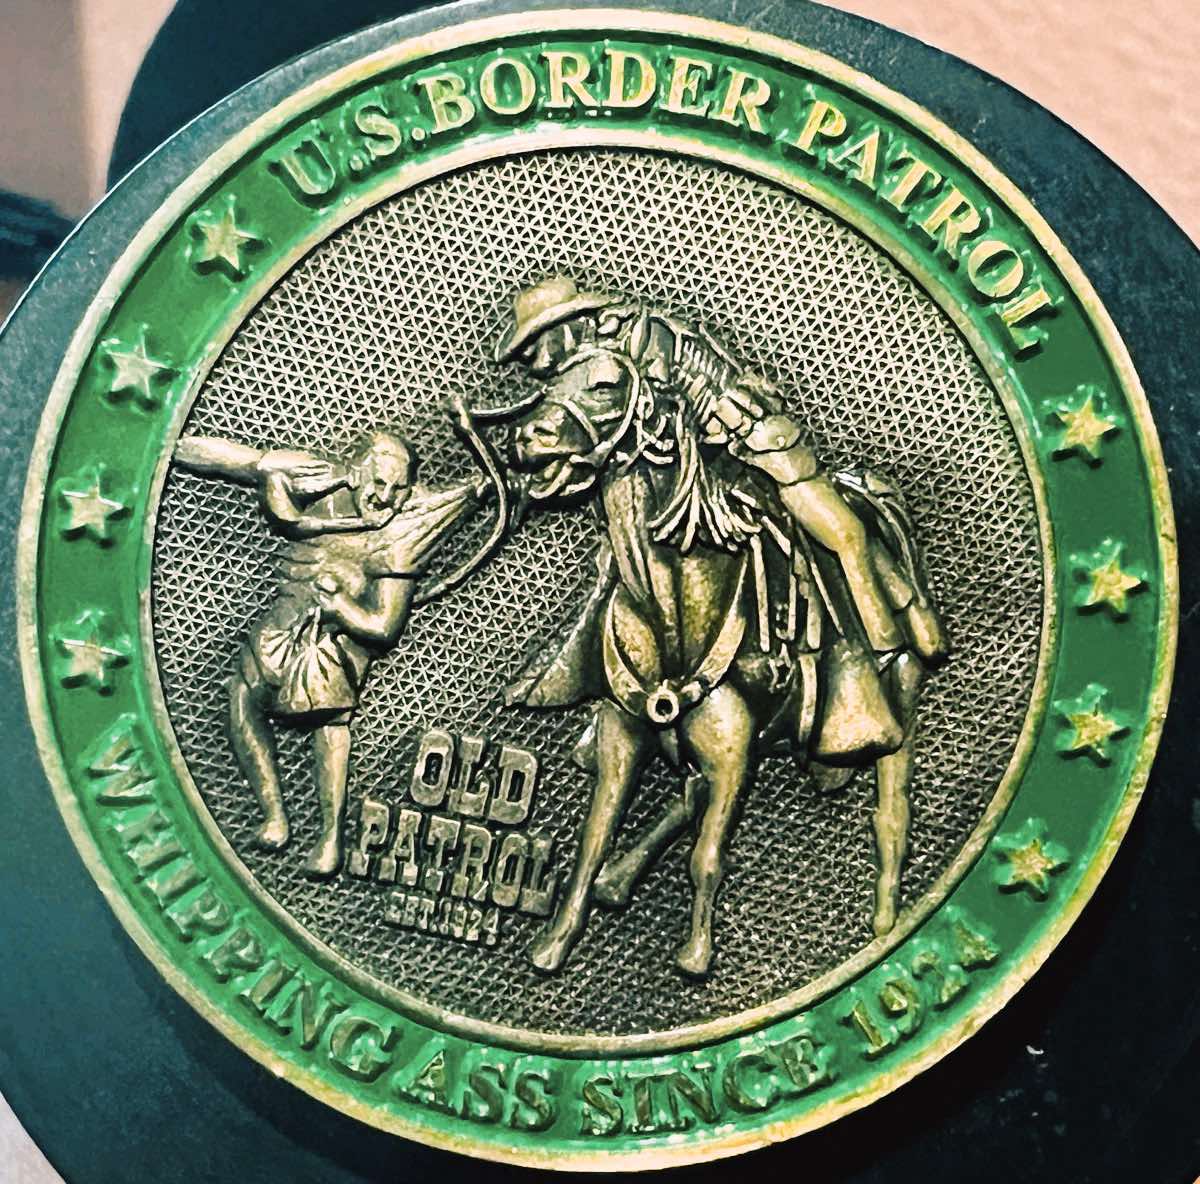 U.S.BORDER PATROL
OLD
PATROL
EST.1924
WHIPPING ASS SINCE 1924